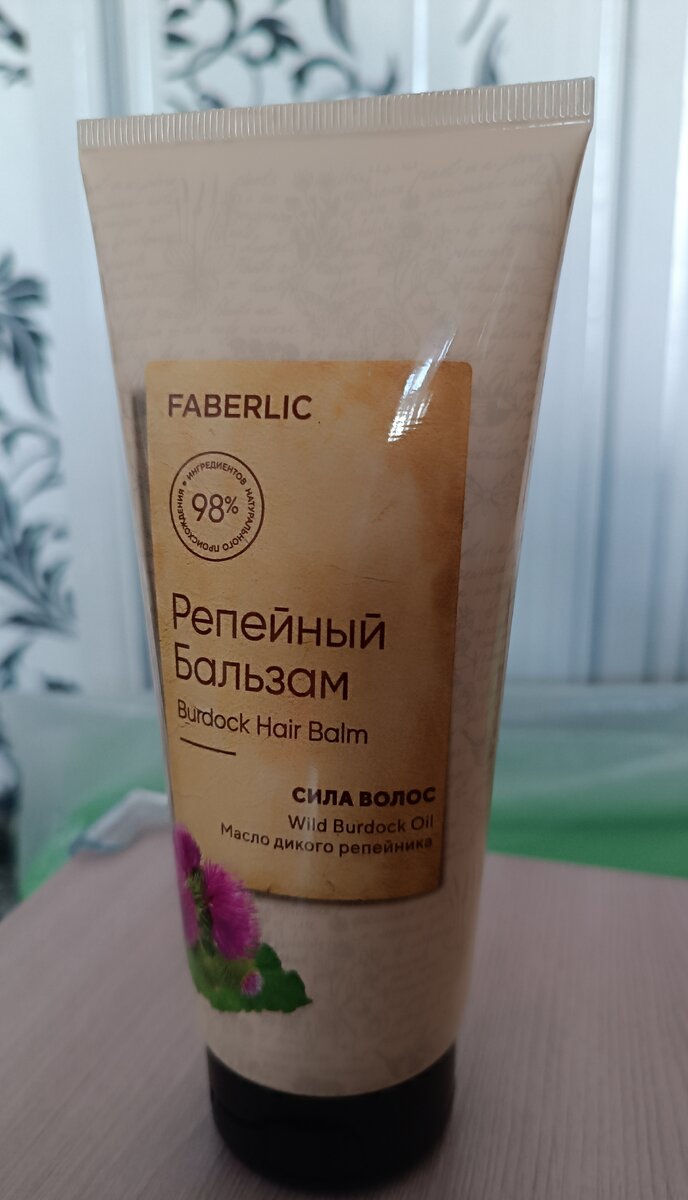 FABERLIC
98%
ИНГРЕДИЕНТОВ НАТУРАЛЬНОГО ПРОИСХОЖДЕНИЯ
Репейный
Бальзам
Burdock Hair Balm
СИЛА ВОЛОС
Wild Burdock Oil
Масло дикого репейника